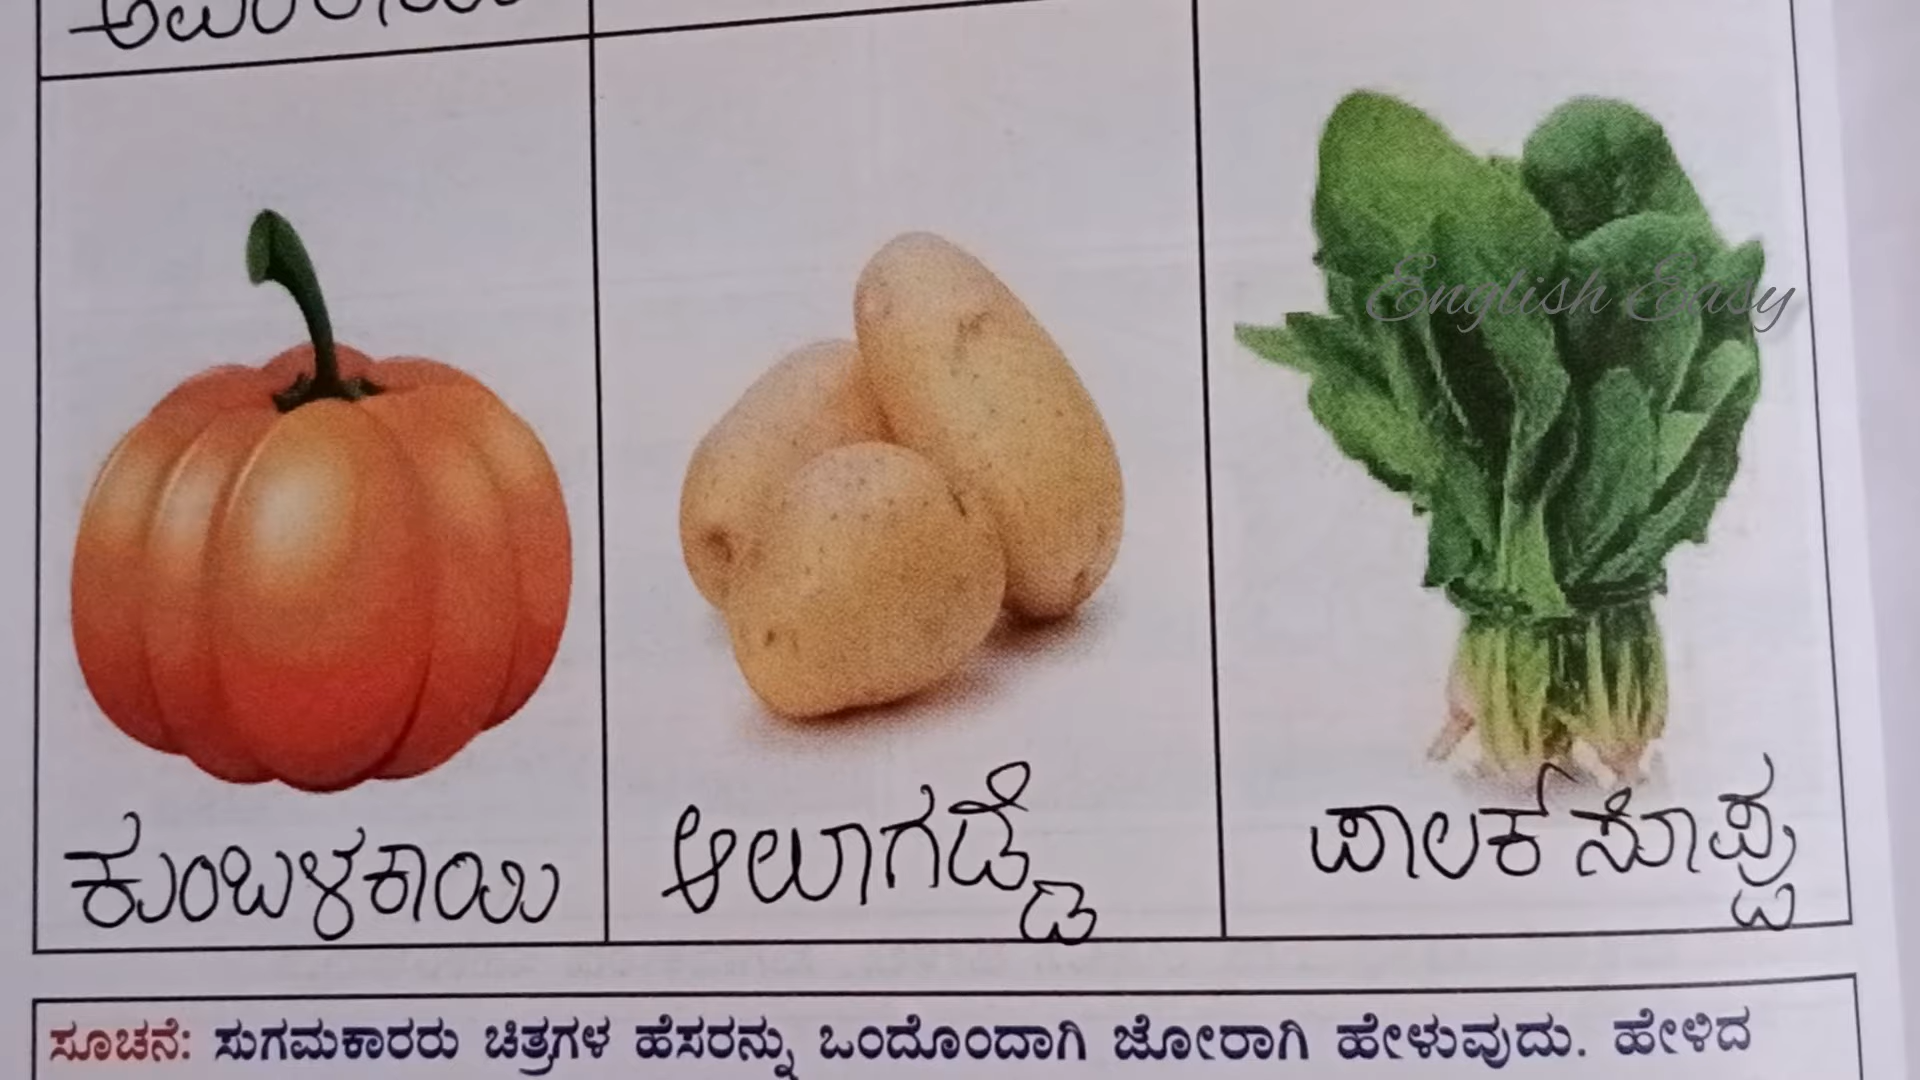 English Easy
ಕುಂಬಳಕಾಯಿ
ಆಲುಾಗಡ್ಡೆ
ಪಾಲಕ್ ಸೊಪ್ಪು
ಸೂಚನೆ: ಸುಗಮಕಾರರು ಚಿತ್ರಗಳ ಹೆಸರನ್ನು ಒಂದೊಂದಾಗಿ ಜೋರಾಗಿ ಹೇಳುವುದು. ಹೇಳಿದ